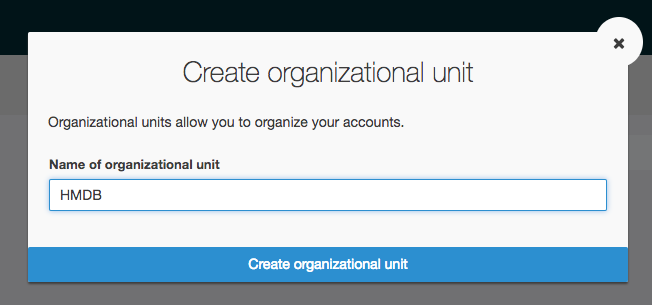 Create organizational unit
Organizational units allow you to organize your accounts.
Name of organizational unit
HMDB
Create organizational unit